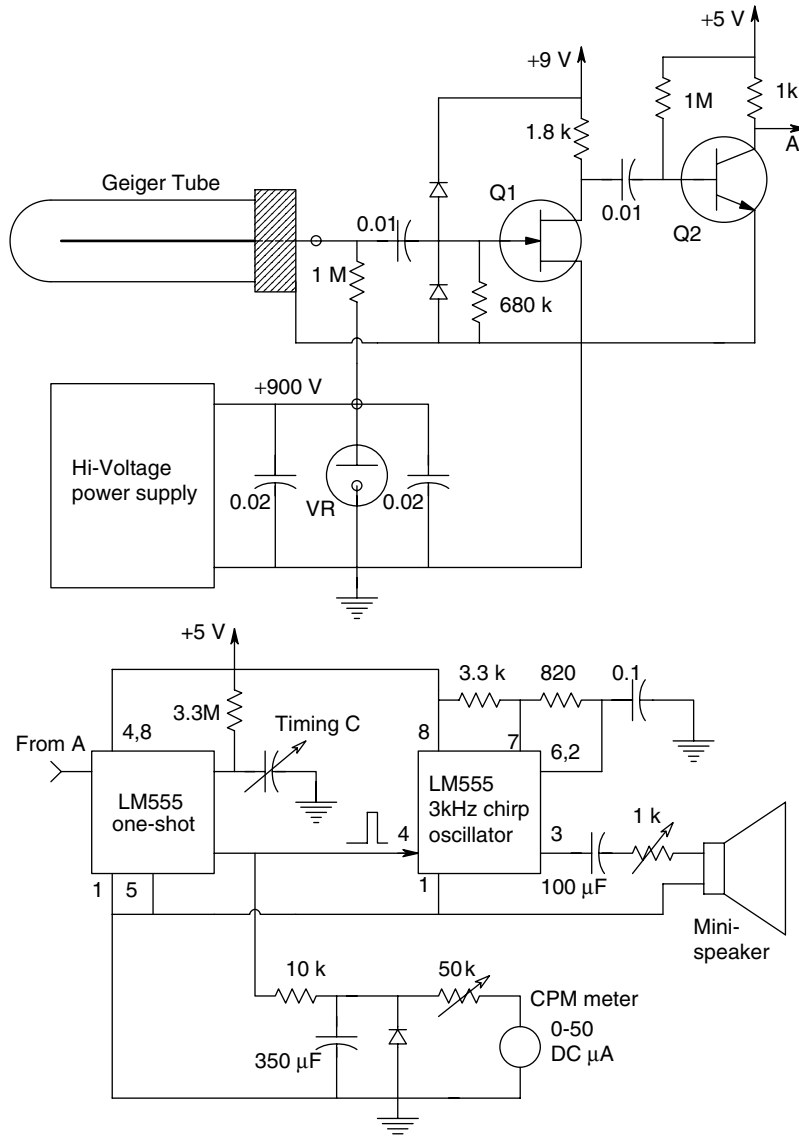 +5 V
+9 V
1M
1k
1.8 k
A
Geiger Tube
Q1
0.01
0.01
Q2
1 M
680 k
+900 V
Hi-Voltage
power supply
0.02
VR
0.02
+5 V
3.3 k
820
0.1
3.3M
Timing C
From A
4,8
8
7
6,2
LM555
one-shot
LM555
3kHz chirp
oscillator
4
3
1 k
1
5
1
100 µF
Mini-
speaker
10 k
50k
CPM meter
0-50
DC µA
350 µF